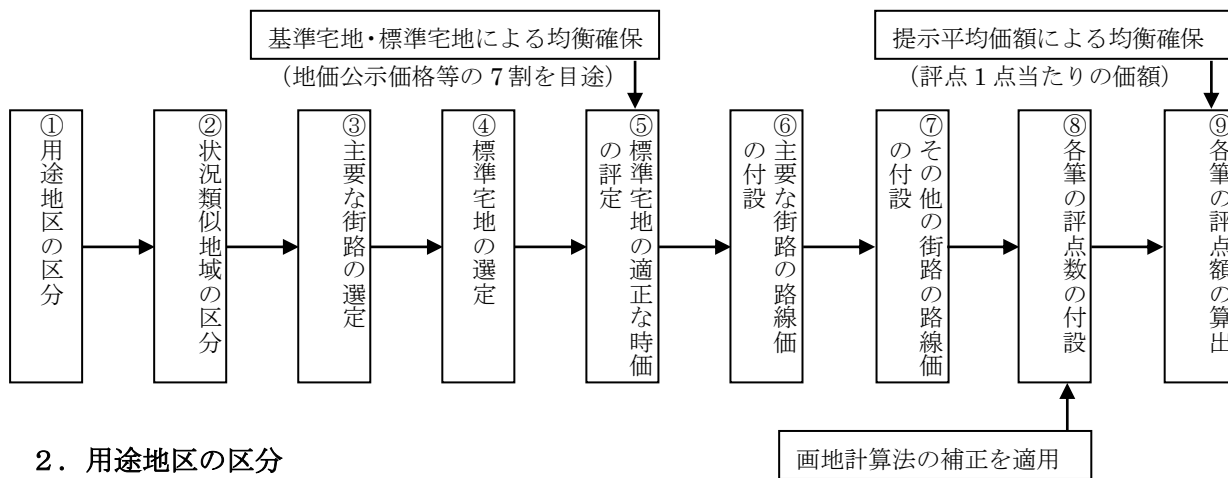 基準宅地・標準宅地による均衡確保
(地価公示価格等の7割を目途)
提示平均価額による均衡確保
(評点1点当たりの価額)
①用途地区の区分
②状況類似地域の区分
③主要な街路の選定
④標準宅地の選定
⑤標準宅地の適正な時価
の評定
⑥主要な街路の路線価
の付設
⑦その他の街路の路線価
の付設
⑧各筆の評点数の付設
⑨各筆の評点額の算出
画地計算法の補正を適用
2.用途地区の区分